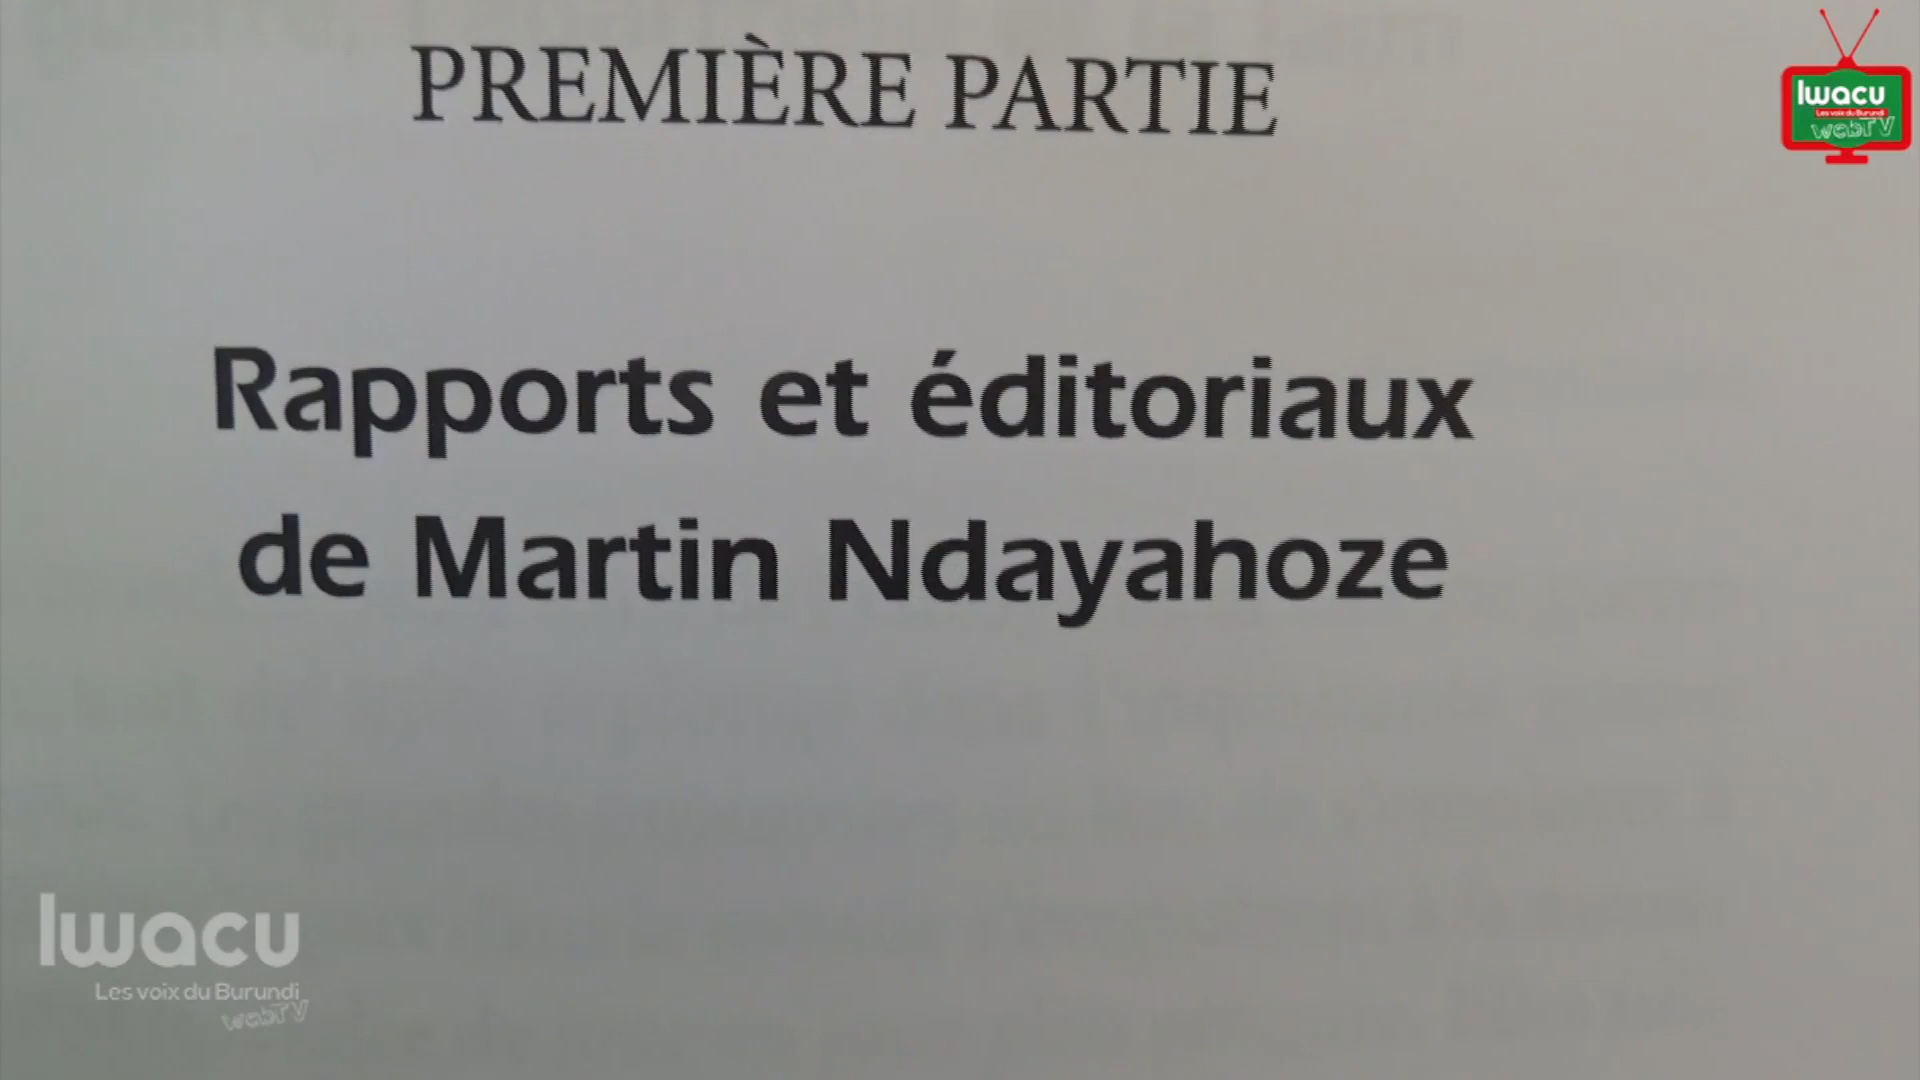 PREMIÈRE PARTIE
Iwacu
Les voix du Burundi
webTV
Rapports et éditoriaux
de Martin Ndayahoze
Iwacu
Les voix du Burundi
webTV